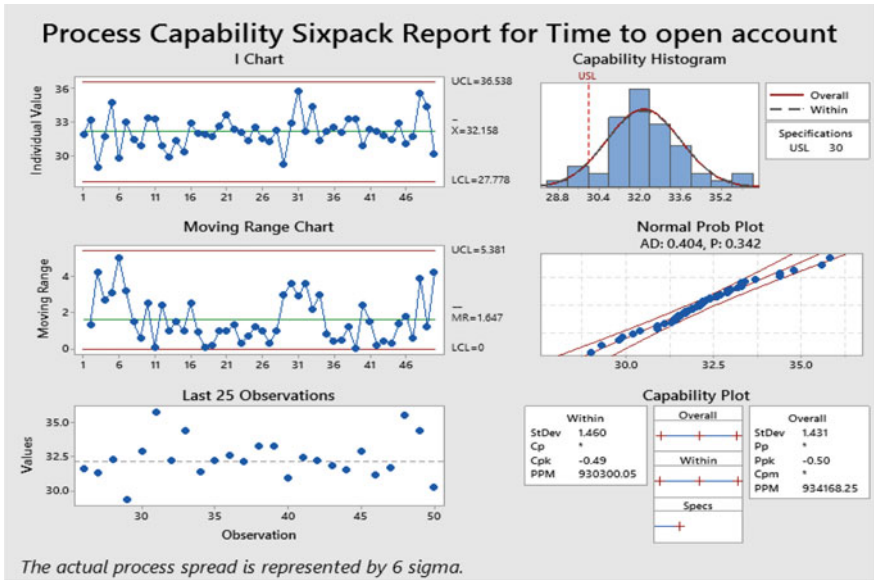 Process Capability Sixpack Report for Time to open account
I Chart
Individual Value
36
33
30
1 6 11 16 21 26 31 36 41 46
UCL=36.538
_
X=32.158
LCL=27.778
Moving Range Chart
Moving Range
4
2
0
1 6 11 16 21 26 31 36 41 46
UCL=5.381
__
MR=1.647
LCL=0
Last 25 Observations
Values
35.0
32.5
30.0
30 35 40 45 50
Observation
Capability Histogram
USL
28.8 30.4 32.0 33.6 35.2
Overall
Within
Specifications
USL 30
Normal Prob Plot
AD: 0.404, P: 0.342
30.0 32.5 35.0
Capability Plot
Within
StDev 1.460
Cp *
Cpk -0.49
PPM 930300.05
Overall
Within
Specs
Overall
StDev 1.431
Pp *
Ppk -0.50
Cpm *
PPM 934168.25
The actual process spread is represented by 6 sigma.